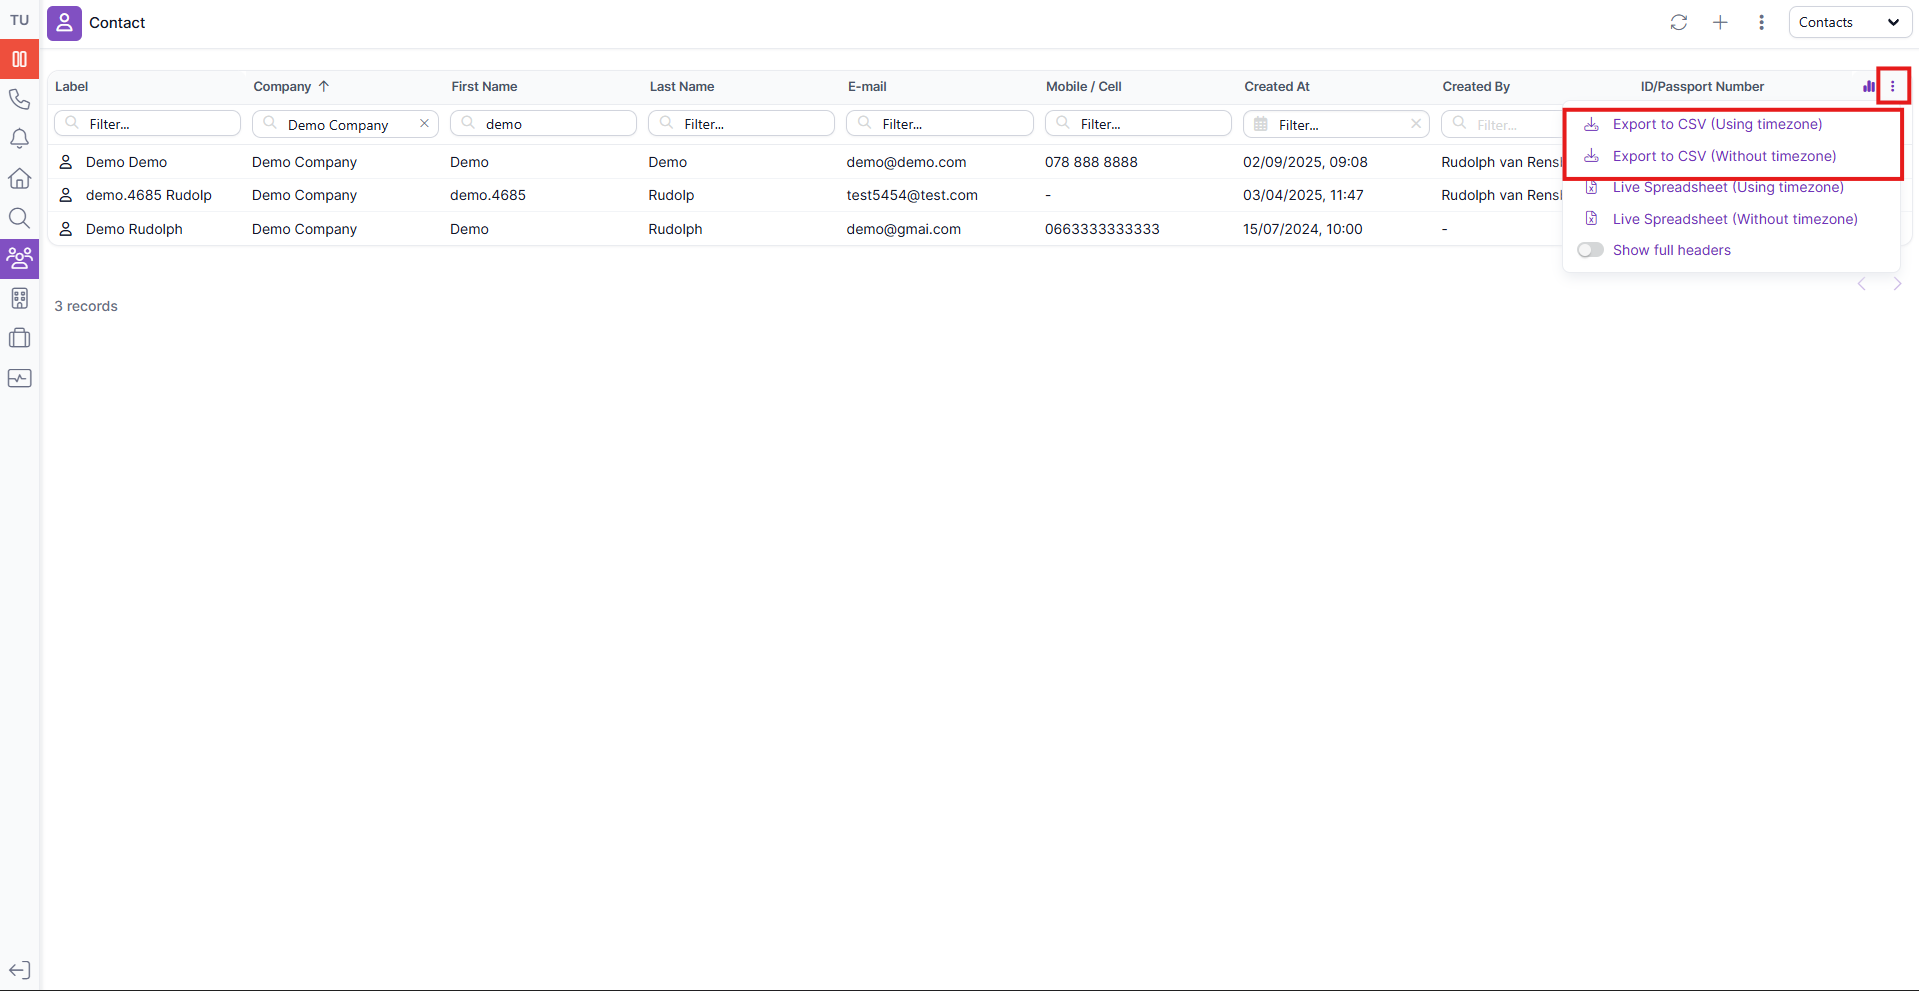 TU
Contact
Contacts
Label Company First Name Last Name E-mail Mobile / Cell Created At Created By ID/Passport Number
Filter... Demo Company demo Filter... Filter... Filter... Filter... Filter...
Export to CSV (Using timezone)
Export to CSV (Without timezone)
Live Spreadsheet (Using timezone)
Live Spreadsheet (Without timezone)
Show full headers
Demo Demo Demo Company Demo Demo demo@demo.com 078 888 8888 02/09/2025, 09:08 Rudolph van Rensl
demo.4685 Rudolp Demo Company demo.4685 Rudolp test5454@test.com - 03/04/2025, 11:47 Rudolph van Rensl
Demo Rudolph Demo Company Demo Rudolph demo@gmai.com 0663333333333 15/07/2024, 10:00 -
3 records